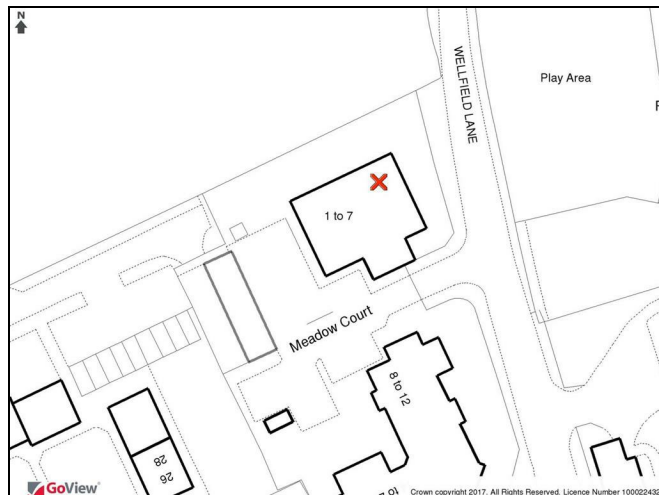 N
WELLFIELD LANE
Play Area
1 to 7
Meadow Court
8 to 12
28
26
GoView
Crown copyright 2017. All Rights Reserved. Licence Number 100022432